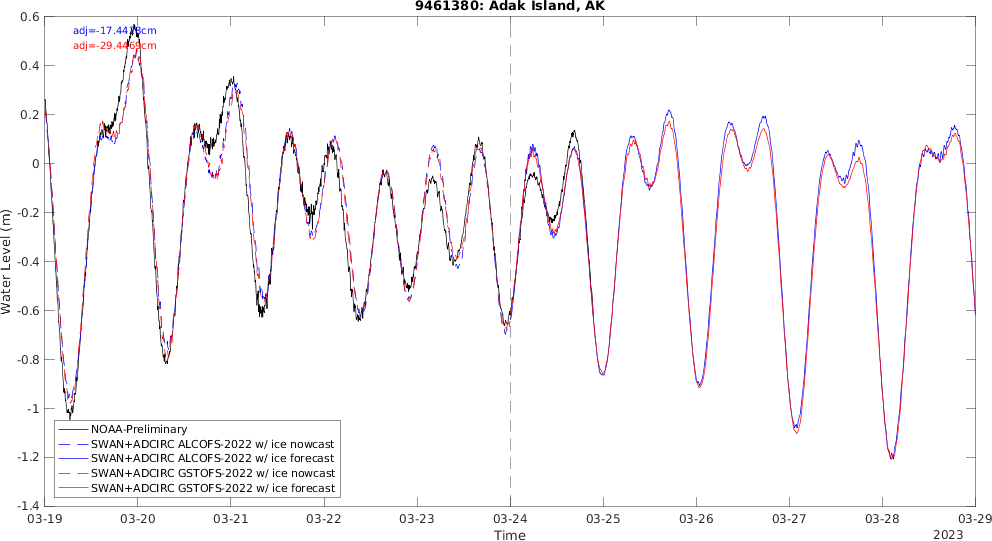 9461380: Adak Island, AK
adj=-17.4418cm
adj=-29.4469cm
Water Level (m)
0.6
0.4
0.2
0
-0.2
-0.4
-0.6
-0.8
-1
-1.2
-1.4
NOAA-Preliminary
SWAN+ADCIRC ALCOFS-2022 w/ ice nowcast
SWAN+ADCIRC ALCOFS-2022 w/ ice forecast
SWAN+ADCIRC GSTOFS-2022 w/ ice nowcast
SWAN+ADCIRC GSTOFS-2022 w/ ice forecast
03-19 03-20 03-21 03-22 03-23 03-24 03-25 03-26 03-27 03-28 03-29
Time
2023